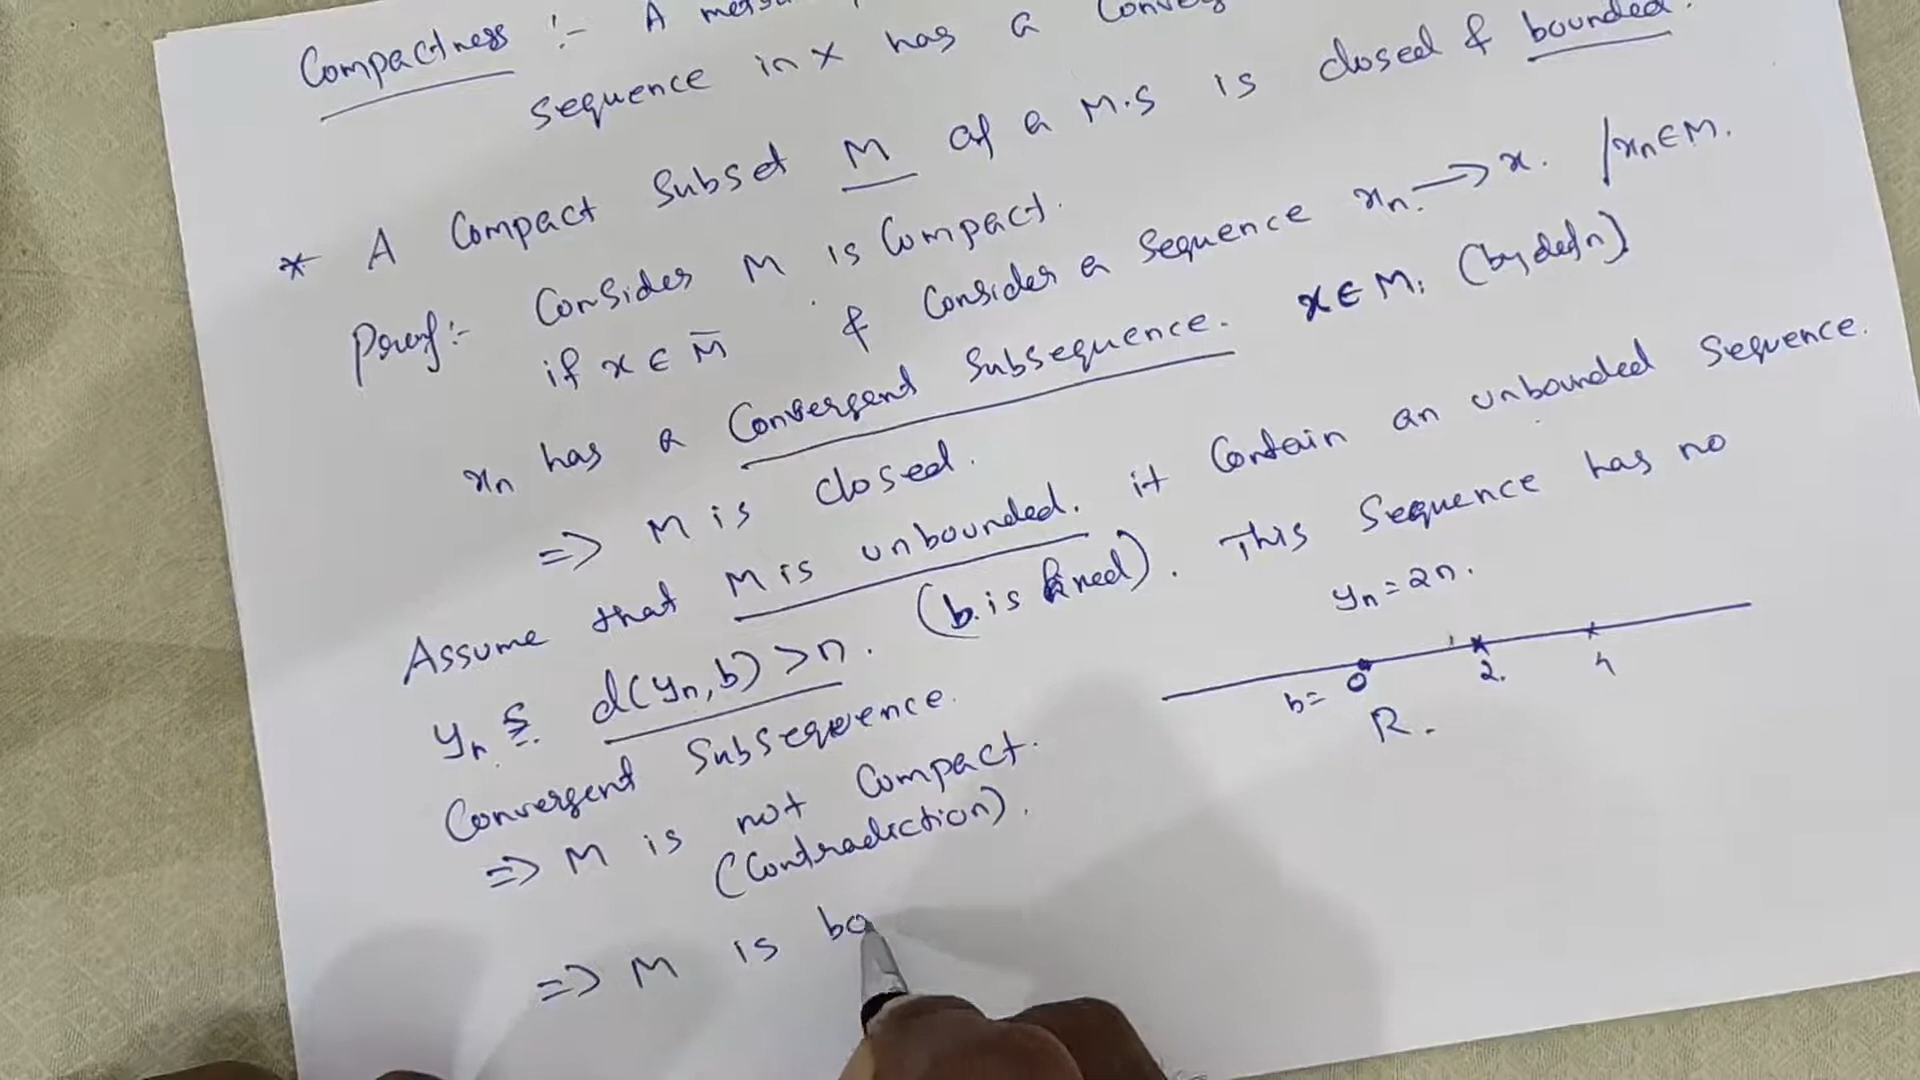 Compactness :- A
sequence in X has a
* A Compact Subset M of a M.S is closed & bounded.
Proof:- Consider M is Compact.
if x ∈ M̄ & Consider a sequence xn → x. / xn ∈ M.
xn has a Convergent Subsequence. x ∈ M. (by defn)
=> M is closed.
Assume that M is unbounded. it Contain an unbounded Sequence.
yn d(yn, b) > n. (b is fixed). This Sequence has no
Convergent Subsequence.
yn = 2n.
b= 0 2. 4
R.
=> M is not Compact.
(Contradiction).
=> M is bo